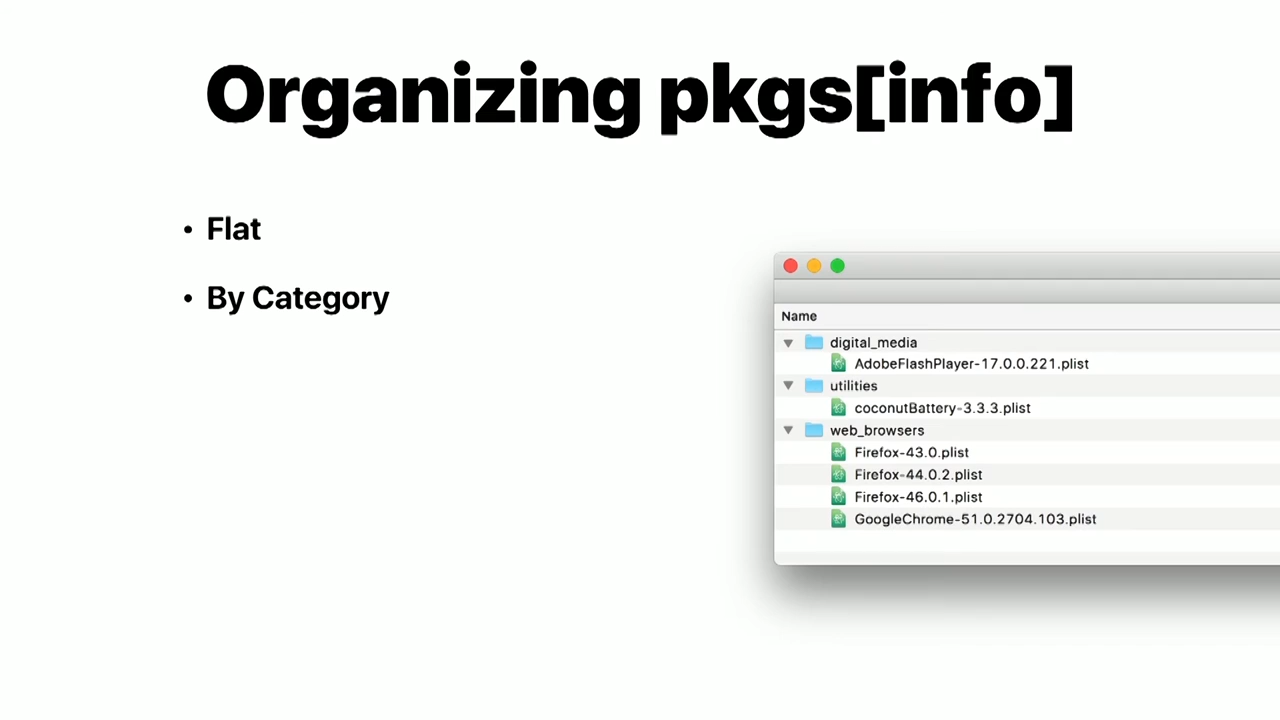 Organizing pkgs[info]
• Flat
• By Category
Name
digital_media
AdobeFlashPlayer-17.0.0.221.plist
utilities
coconutBattery-3.3.3.plist
web_browsers
Firefox-43.0.plist
Firefox-44.0.2.plist
Firefox-46.0.1.plist
GoogleChrome-51.0.2704.103.plist